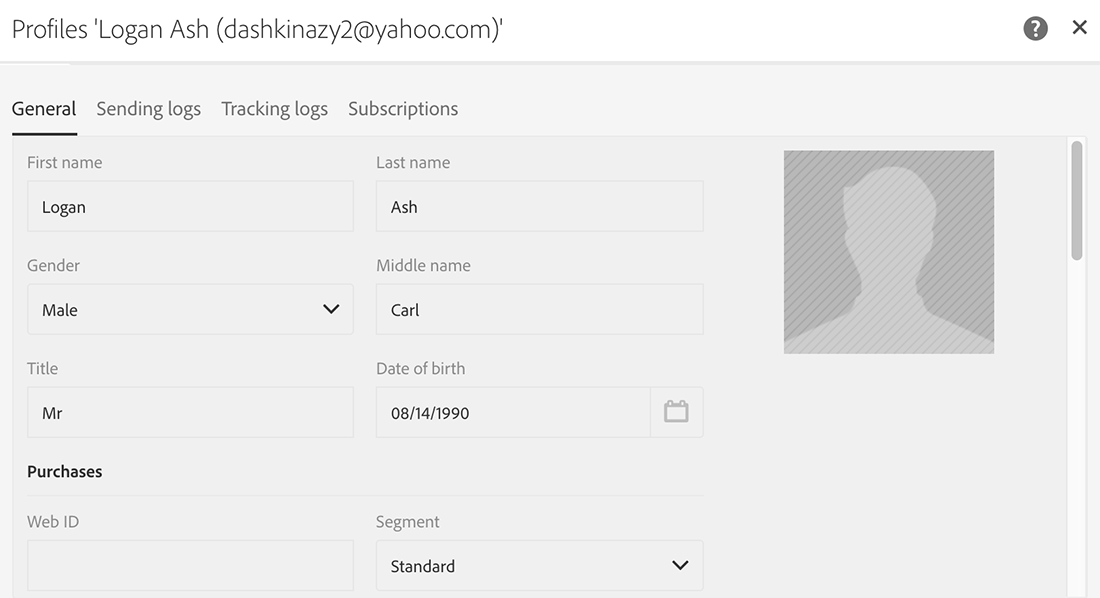 Profiles 'Logan Ash (dashkinazy2@yahoo.com)'
?
General Sending logs Tracking logs Subscriptions
First name Last name
Logan Ash
Gender Middle name
Male Carl
Title Date of birth
Mr 08/14/1990
Purchases
Web ID Segment
Standard